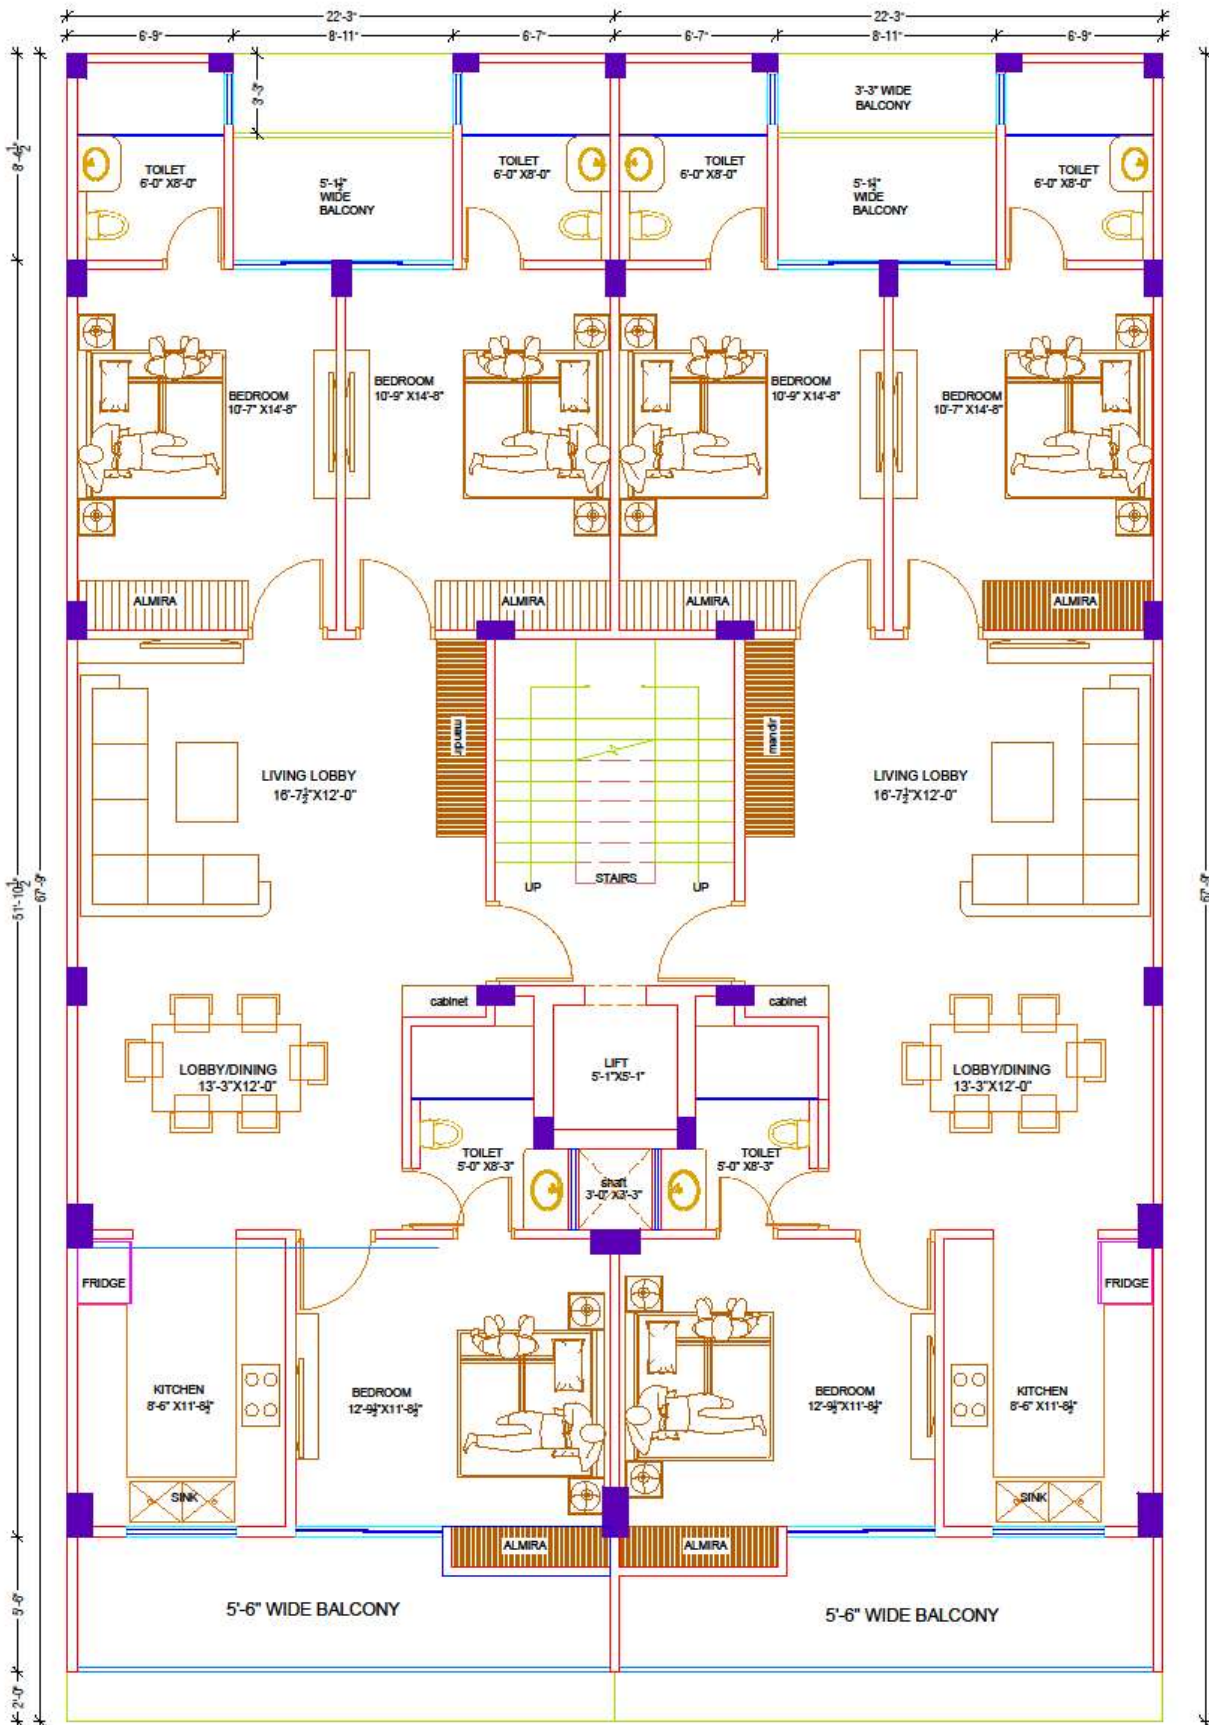 22'-3"
22'-3"
6'-9"
8'-11"
6'-7"
6'-7"
8'-11"
6'-9"
3'-3"
3'-3" WIDE
BALCONY
8'-4½"
TOILET
6'-0" X8'-0"
5'-1½"
WIDE
BALCONY
TOILET
6'-0" X8'-0"
TOILET
6'-0" X8'-0"
5'-1½"
WIDE
BALCONY
TOILET
6'-0" X8'-0"
BEDROOM
10'-7" X14'-8"
BEDROOM
10'-9" X14'-8"
BEDROOM
10'-9" X14'-8"
BEDROOM
10'-7" X14'-8"
ALMIRA
ALMIRA
ALMIRA
ALMIRA
mandir
mandir
LIVING LOBBY
16'-7½"X12'-0"
LIVING LOBBY
16'-7½"X12'-0"
51'-10½"
67'-9"
67'-9"
UP
STAIRS
UP
cabinet
cabinet
LOBBY/DINING
13'-3"X12'-0"
LIFT
5'-1"X5'-1"
LOBBY/DINING
13'-3"X12'-0"
TOILET
5'-0" X8'-3"
TOILET
5'-0" X8'-3"
shaft
3'-0" X3'-3"
FRIDGE
FRIDGE
KITCHEN
8'-6" X11'-8½"
BEDROOM
12'-9½"X11'-8½"
BEDROOM
12'-9½"X11'-8½"
KITCHEN
8'-6" X11'-8½"
SINK
SINK
ALMIRA
ALMIRA
5'-6" WIDE BALCONY
5'-6" WIDE BALCONY
5'-6"
2'-0"